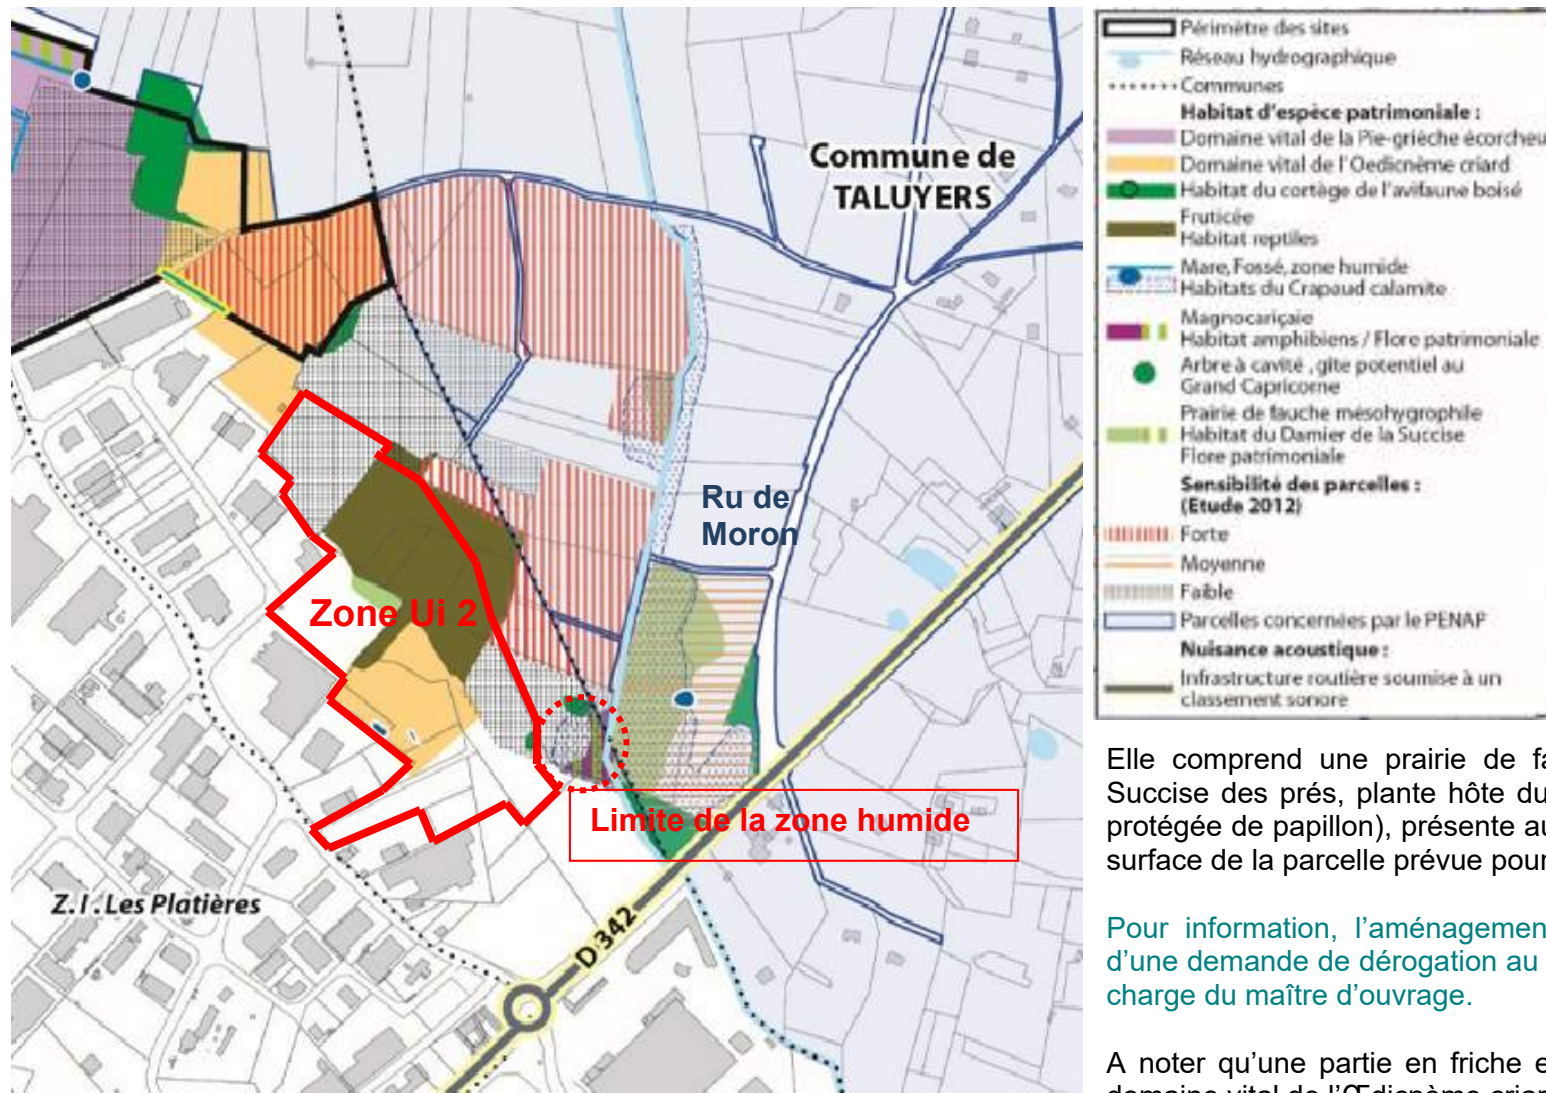 Commune de
TALUYERS
Ru de
Moron
Zone Ui 2
Limite de la zone humide
Z.I. Les Platières
D 342
Périmètre des sites
Réseau hydrographique
Communes
Habitat d'espèce patrimoniale :
Domaine vital de la Pie-grièche écorcheu
Domaine vital de l'Oedicnème criard
Habitat du cortège de l'avifaune boisé
Fruticée
Habitat reptiles
Mare, Fossé, zone humide
Habitats du Crapaud calamite
Magnocariçaie
Habitat amphibiens / Flore patrimoniale
Arbre à cavité , gîte potentiel au
Grand Capricorne
Prairie de fauche mésohygrophile
Habitat du Damier de la Succise
Flore patrimoniale
Sensibilité des parcelles :
(Etude 2012)
Forte
Moyenne
Faible
Parcelles concernées par le PENAP
Nuisance acoustique :
Infrastructure routière soumise à un
classement sonore
Elle comprend une prairie de fa
Succise des prés, plante hôte du
protégée de papillon), présente au
surface de la parcelle prévue pour
Pour information, l'aménagemen
d'une demande de dérogation au
charge du maître d'ouvrage.
A noter qu'une partie en friche e
domaine vital de l'Œdicnème criar